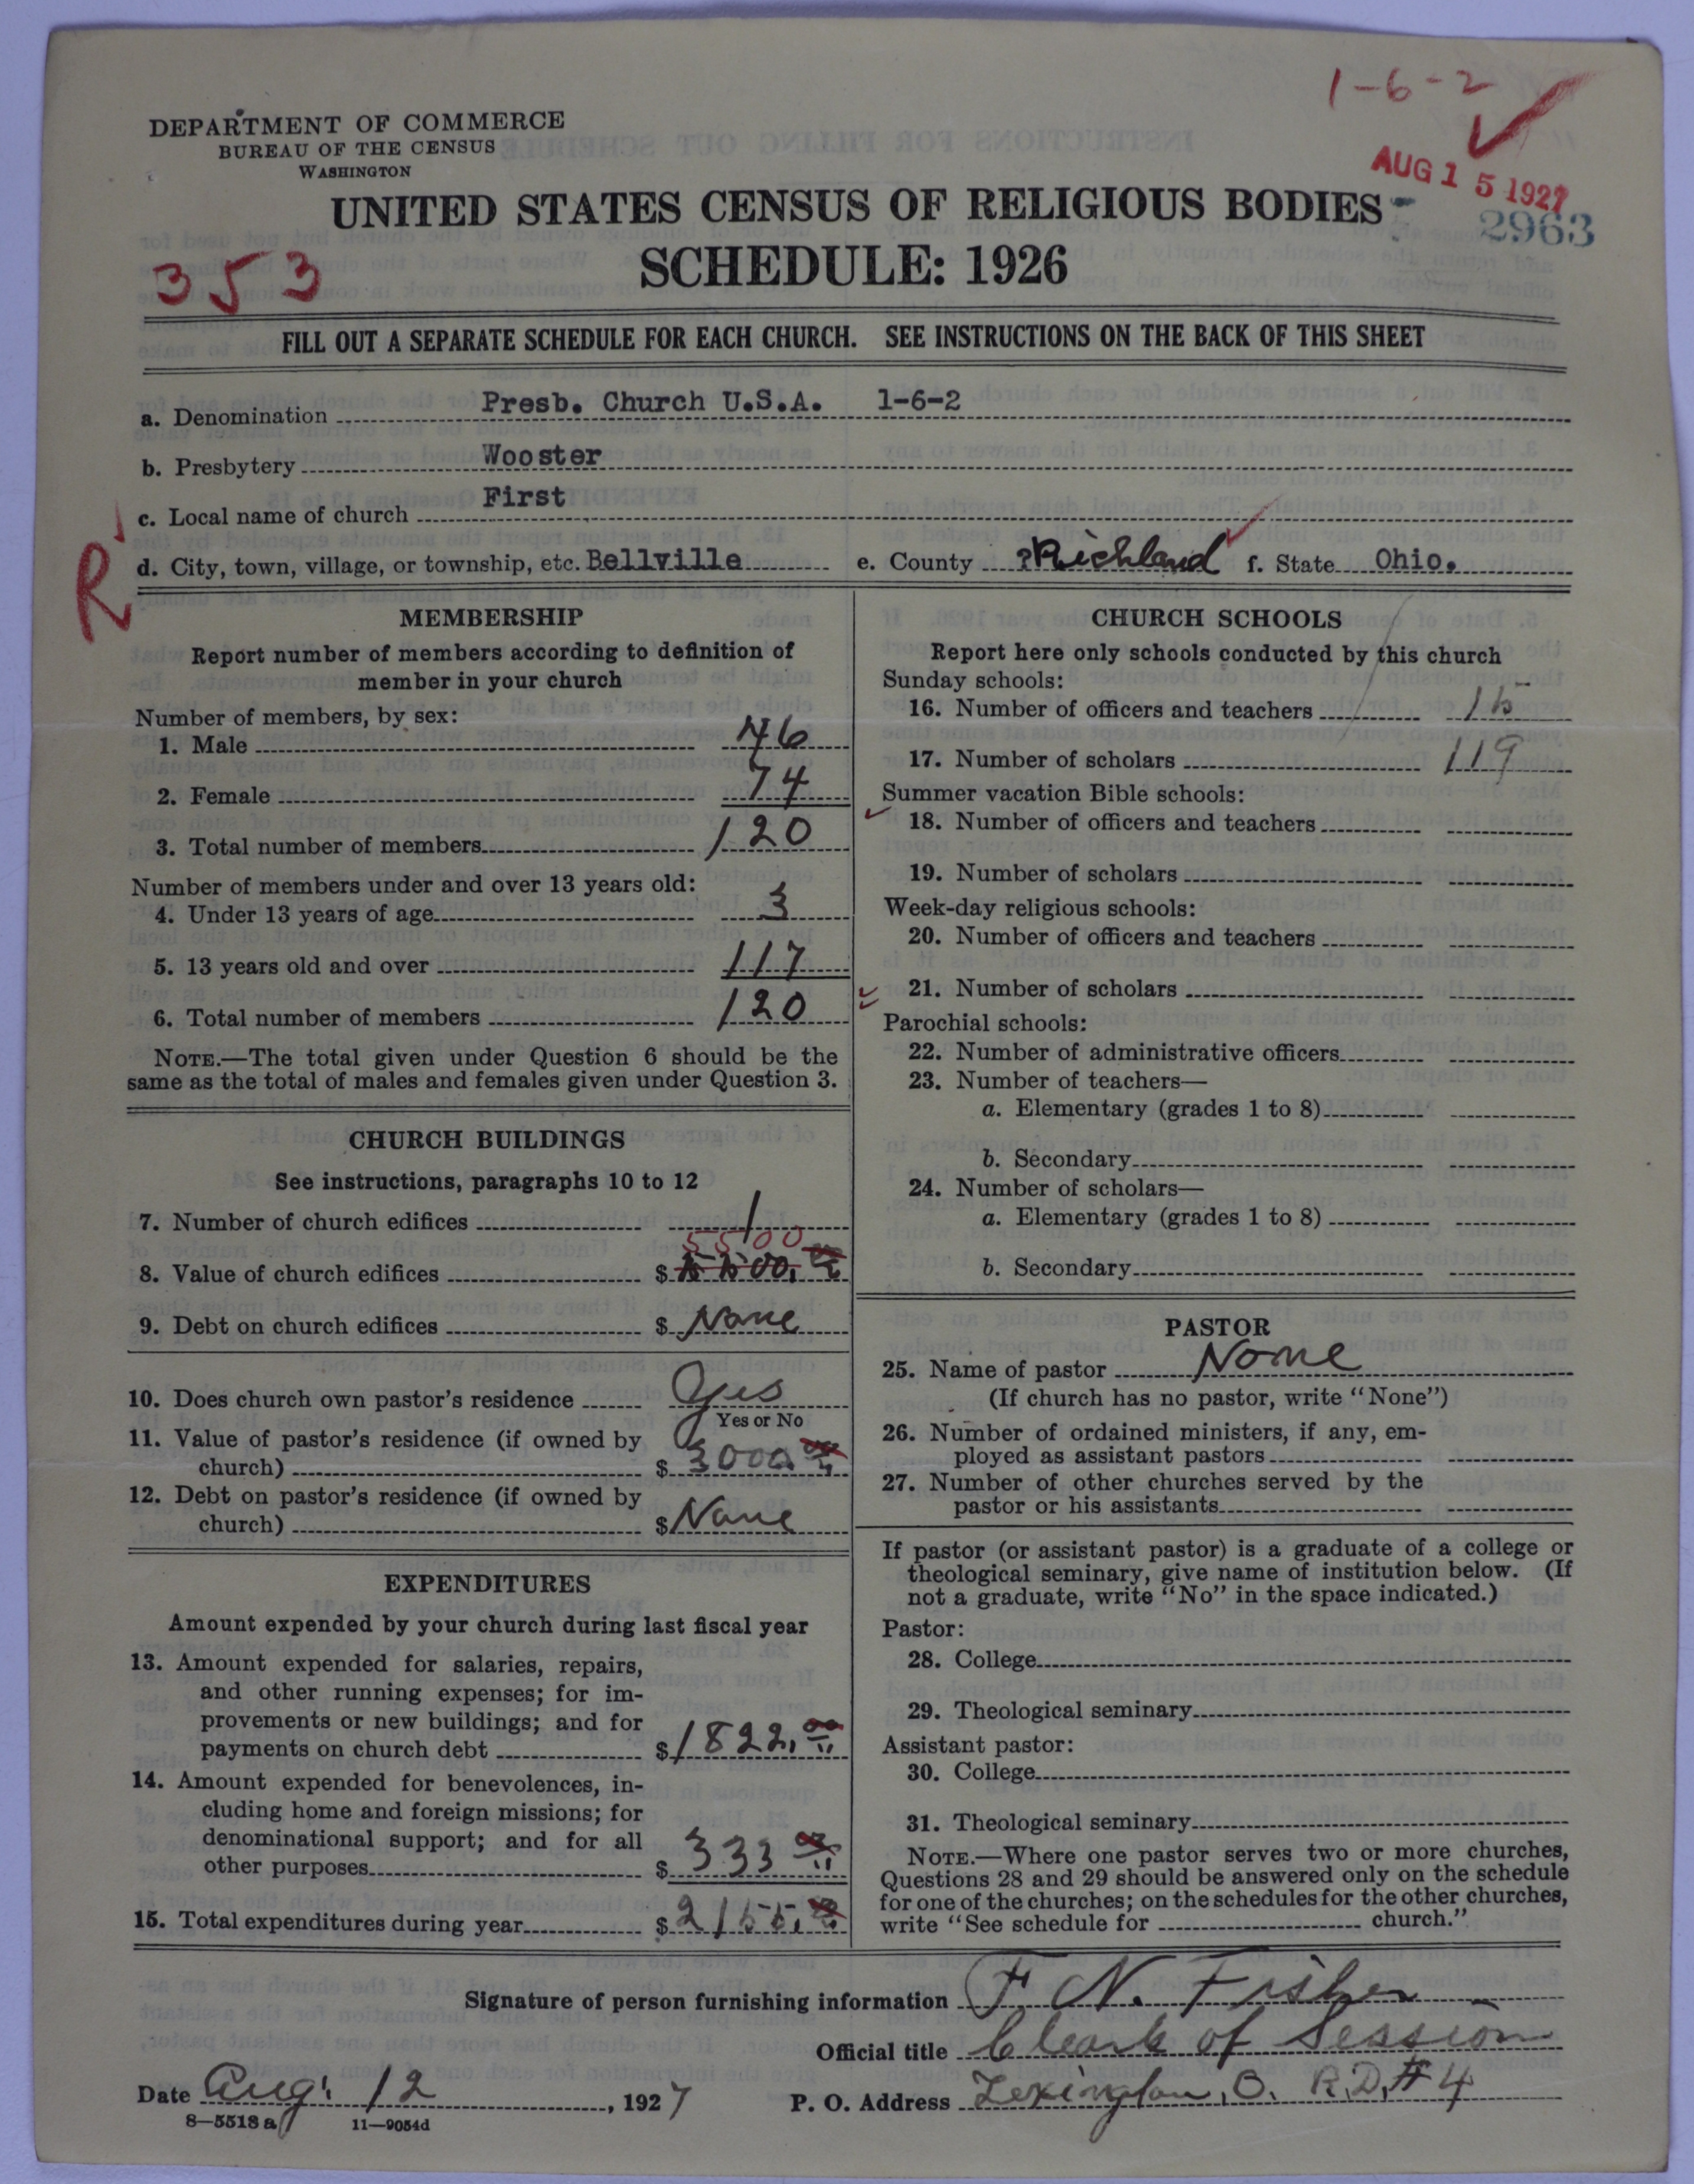 1-6-2
DEPARTMENT OF COMMERCE
BUREAU OF THE CENSUS
WASHINGTON
AUG 15 1927
UNITED STATES CENSUS OF RELIGIOUS BODIES
2963
SCHEDULE: 1926
353
FILL OUT A SEPARATE SCHEDULE FOR EACH CHURCH. SEE INSTRUCTIONS ON THE BACK OF THIS SHEET
a. Denomination Presb. Church U.S.A. 1-6-2
b. Presbytery Wooster
c. Local name of church First
R
d. City, town, village, or township, etc. Bellville e. County ?Richland f. State Ohio.
MEMBERSHIP
Report number of members according to definition of
member in your church
Number of members, by sex:
1. Male 46
2. Female 74
3. Total number of members 120
Number of members under and over 13 years old:
4. Under 13 years of age 3
5. 13 years old and over 117
6. Total number of members 120
NOTE.—The total given under Question 6 should be the
same as the total of males and females given under Question 3.
CHURCH BUILDINGS
See instructions, paragraphs 10 to 12
7. Number of church edifices 1
5500
8. Value of church edifices $ 5500.00
9. Debt on church edifices $ None
10. Does church own pastor's residence Yes
Yes or No
11. Value of pastor's residence (if owned by
church) $ 3000.00
12. Debt on pastor's residence (if owned by
church) $ None
EXPENDITURES
Amount expended by your church during last fiscal year
13. Amount expended for salaries, repairs,
and other running expenses; for im-
provements or new buildings; and for
payments on church debt $ 1822.00
14. Amount expended for benevolences, in-
cluding home and foreign missions; for
denominational support; and for all
other purposes $ 333.00
15. Total expenditures during year $ 2155.00
CHURCH SCHOOLS
Report here only schools conducted by this church
Sunday schools:
16. Number of officers and teachers 15
17. Number of scholars 119
Summer vacation Bible schools:
18. Number of officers and teachers
19. Number of scholars
Week-day religious schools:
20. Number of officers and teachers
21. Number of scholars
Parochial schools:
22. Number of administrative officers
23. Number of teachers—
a. Elementary (grades 1 to 8)
b. Secondary
24. Number of scholars—
a. Elementary (grades 1 to 8)
b. Secondary
PASTOR
25. Name of pastor None
(If church has no pastor, write "None")
26. Number of ordained ministers, if any, em-
ployed as assistant pastors
27. Number of other churches served by the
pastor or his assistants
If pastor (or assistant pastor) is a graduate of a college or
theological seminary, give name of institution below. (If
not a graduate, write "No" in the space indicated.)
Pastor:
28. College
29. Theological seminary
Assistant pastor:
30. College
31. Theological seminary
NOTE.—Where one pastor serves two or more churches,
Questions 28 and 29 should be answered only on the schedule
for one of the churches; on the schedules for the other churches,
write "See schedule for church."
Signature of person furnishing information F. N. Fisher
Official title Cleark of Session
Date Aug. 12, 1927 P. O. Address Lexington, O. R.D. #4
8-5518 a 11-9054d